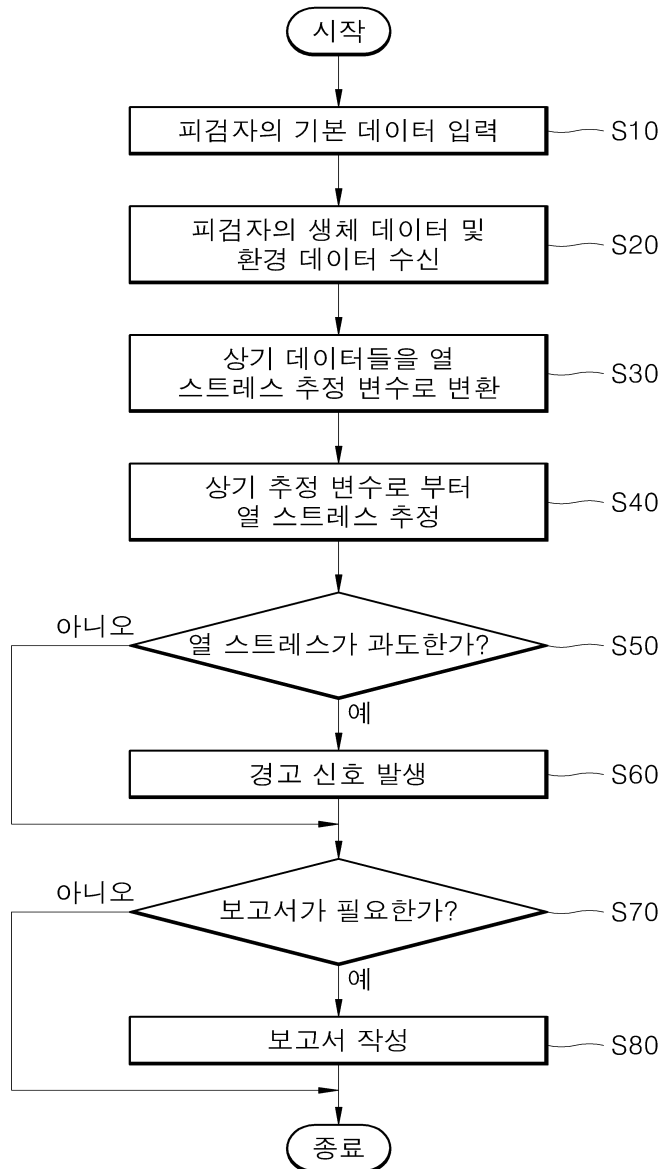 시작
피검자의 기본 데이터 입력
S10
피검자의 생체 데이터 및
환경 데이터 수신
S20
상기 데이터들을 열
스트레스 추정 변수로 변환
S30
상기 추정 변수로 부터
열 스트레스 추정
S40
아니오
열 스트레스가 과도한가?
S50
예
경고 신호 발생
S60
아니오
보고서가 필요한가?
S70
예
보고서 작성
S80
종료